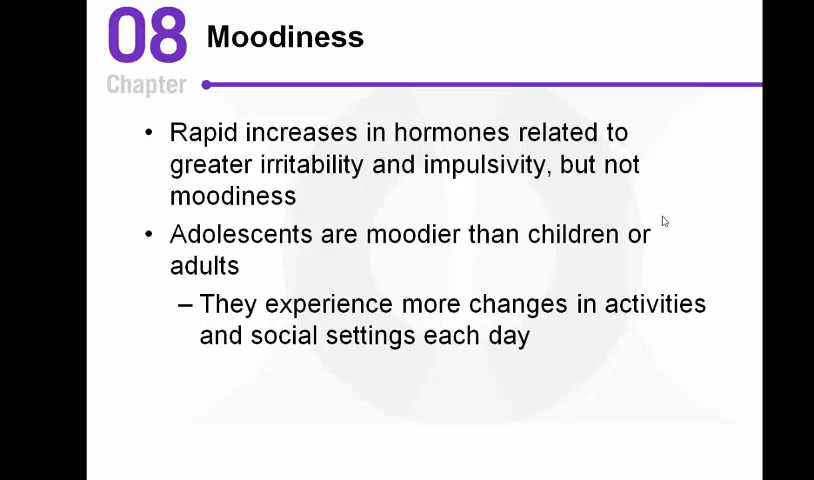 08 Moodiness
Chapter
• Rapid increases in hormones related to
greater irritability and impulsivity, but not
moodiness
• Adolescents are moodier than children or
adults
– They experience more changes in activities
and social settings each day